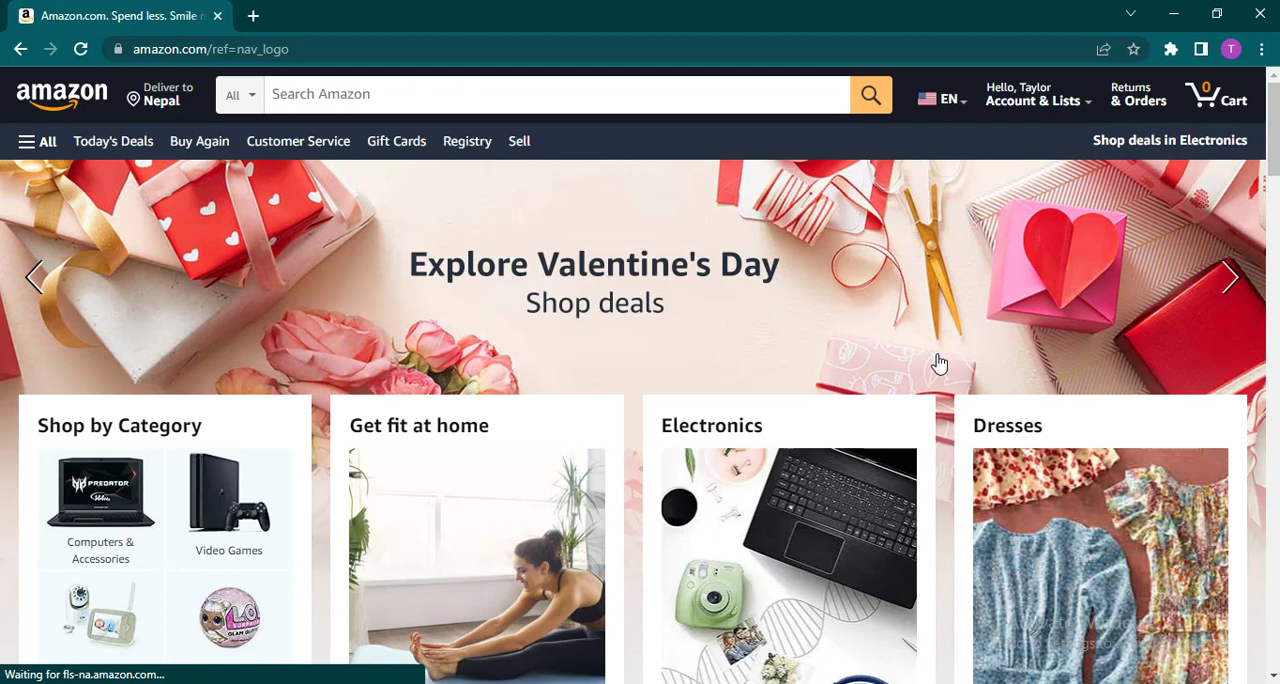 Amazon.com. Spend less. Smile
amazon.com/ref=nav_logo
T
amazon
Deliver to
Nepal
All
Search Amazon
EN
Hello, Taylor
Account & Lists
Returns
& Orders
0
Cart
All
Today's Deals
Buy Again
Customer Service
Gift Cards
Registry
Sell
Shop deals in Electronics
Explore Valentine's Day
Shop deals
Shop by Category
Get fit at home
Electronics
Dresses
PREDATOR
Computers &
Accessories
Video Games
Waiting for fls-na.amazon.com...